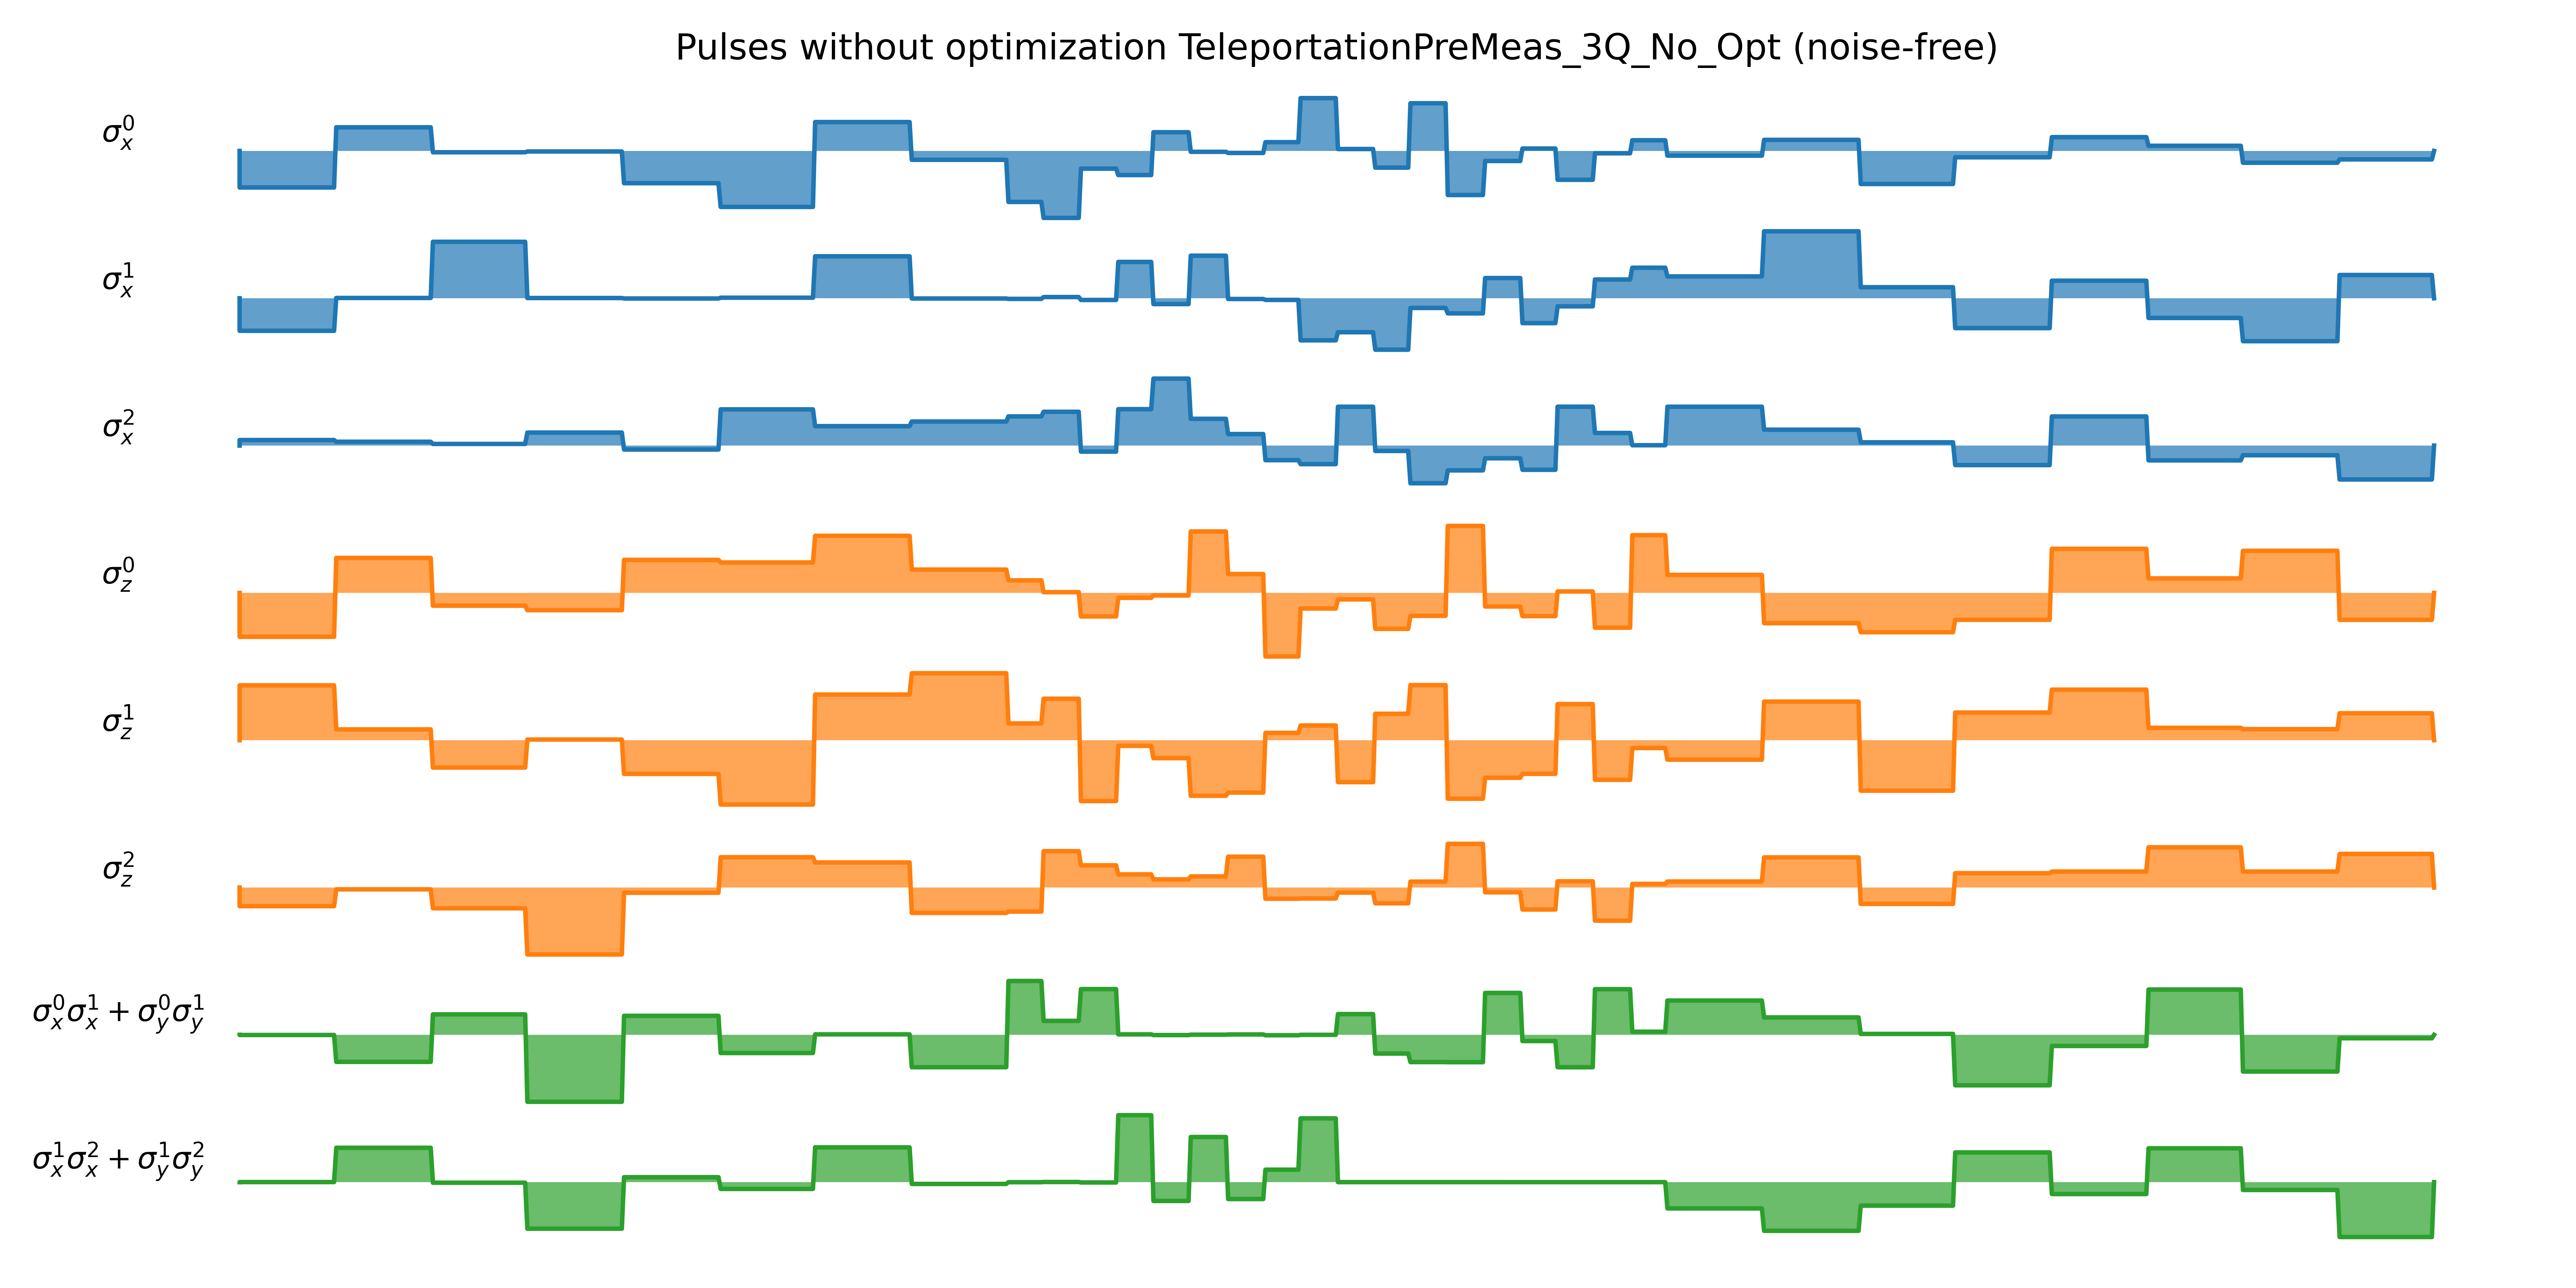 Pulses without optimization TeleportationPreMeas_3Q_No_Opt (noise-free)
σ_x^0
σ_x^1
σ_x^2
σ_z^0
σ_z^1
σ_z^2
σ_x^0σ_x^1 + σ_y^0σ_y^1
σ_x^1σ_x^2 + σ_y^1σ_y^2